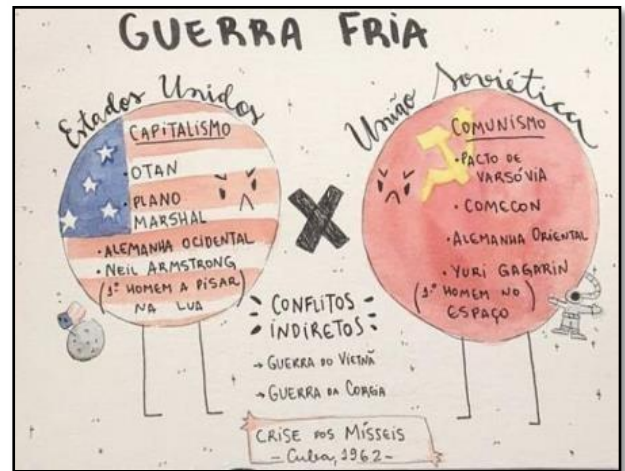 GUERRA FRIA
Estados Unidos
CAPITALISMO
• OTAN
• PLANO
MARSHAL
• ALEMANHA OCIDENTAL
• NEIL ARMSTRONG
(1º HOMEM A PISAR
NA LUA)
X
União Soviética
COMUNISMO
• PACTO DE
VARSÓVIA
• COMECON
• ALEMANHA ORIENTAL
• YURI GAGARIN
(1º HOMEM NO
ESPAÇO)
CONFLITOS
INDIRETOS:
→ GUERRA DO VIETNÃ
→ GUERRA DA COREIA
CRISE DOS MÍSSEIS
- Cuba, 1962 -